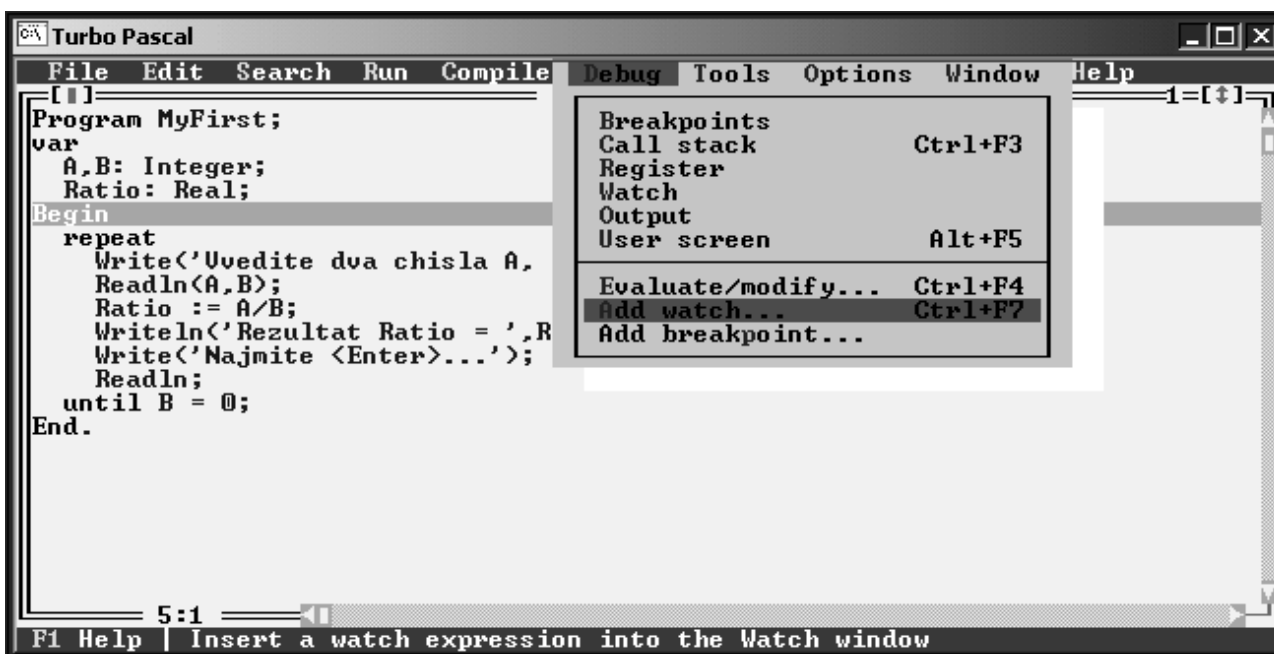 Turbo Pascal
File Edit Search Run Compile Debug Tools Options Window Help
1=[↕]
Program MyFirst;
var
A,B: Integer;
Ratio: Real;
Begin
repeat
Write('Vvedite dva chisla A,
Readln(A,B);
Ratio := A/B;
Writeln('Rezultat Ratio = ',R
Write('Najmite <Enter>...');
Readln;
until B = 0;
End.
Breakpoints
Call stack Ctrl+F3
Register
Watch
Output
User screen Alt+F5
Evaluate/modify... Ctrl+F4
Add watch... Ctrl+F7
Add breakpoint...
5:1
F1 Help | Insert a watch expression into the Watch window